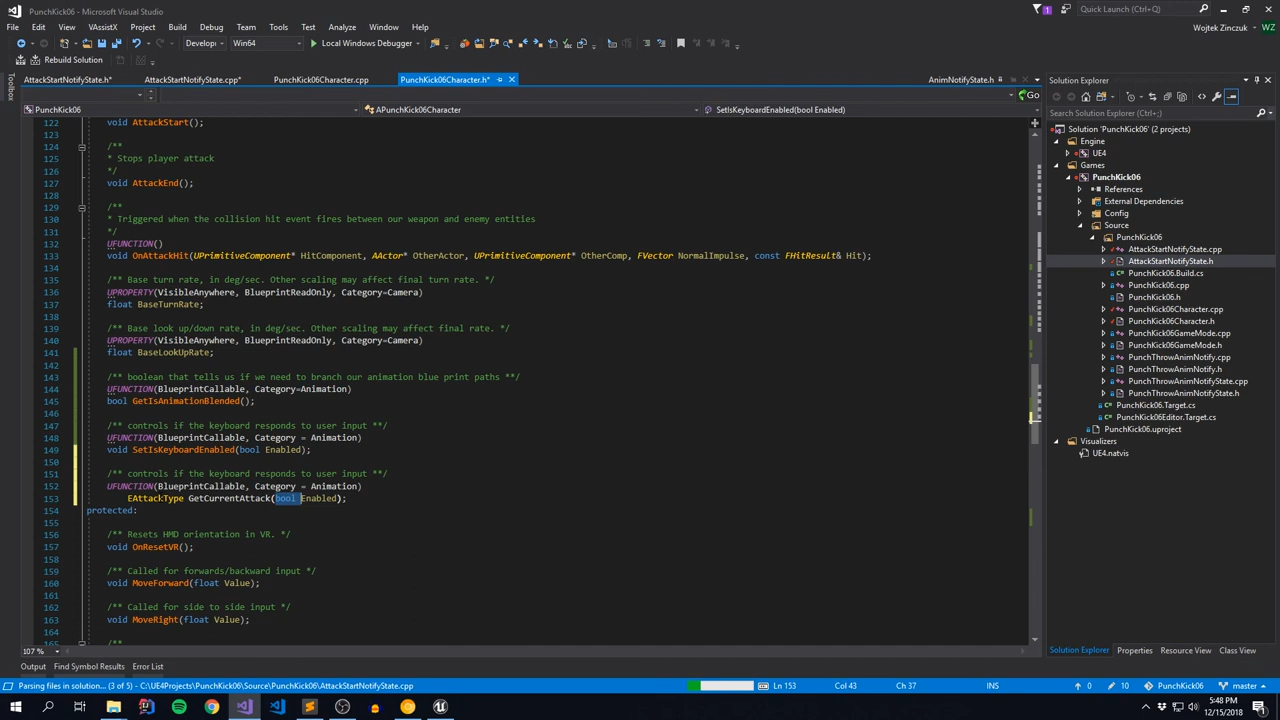 PunchKick06 - Microsoft Visual Studio
Quick Launch (Ctrl+Q)
File Edit View VAssistX Project Build Debug Team Tools Test Analyze Window Help
Wojtek Zinczuk WZ
Develop Win64 Local Windows Debugger
Rebuild Solution
Toolbox
AttackStartNotifyState.h* AttackStartNotifyState.cpp* PunchKick06Character.cpp PunchKick06Character.h* AnimNotifyState.h
Go
PunchKick06 APunchKick06Character SetIsKeyboardEnabled(bool Enabled)
122 void AttackStart();
123
124 /**
125 * Stops player attack
126 */
127 void AttackEnd();
128
129 /**
130 * Triggered when the collision hit event fires between our weapon and enemy entities
131 */
132 UFUNCTION()
133 void OnAttackHit(UPrimitiveComponent* HitComponent, AActor* OtherActor, UPrimitiveComponent* OtherComp, FVector NormalImpulse, const FHitResult& Hit);
134
135 /** Base turn rate, in deg/sec. Other scaling may affect final turn rate. */
136 UPROPERTY(VisibleAnywhere, BlueprintReadOnly, Category=Camera)
137 float BaseTurnRate;
138
139 /** Base look up/down rate, in deg/sec. Other scaling may affect final rate. */
140 UPROPERTY(VisibleAnywhere, BlueprintReadOnly, Category=Camera)
141 float BaseLookUpRate;
142
143 /** boolean that tells us if we need to branch our animation blue print paths **/
144 UFUNCTION(BlueprintCallable, Category=Animation)
145 bool GetIsAnimationBlended();
146
147 /** controls if the keyboard responds to user input **/
148 UFUNCTION(BlueprintCallable, Category = Animation)
149 void SetIsKeyboardEnabled(bool Enabled);
150
151 /** controls if the keyboard responds to user input **/
152 UFUNCTION(BlueprintCallable, Category = Animation)
153 EAttackType GetCurrentAttack(bool Enabled);
154 protected:
155
156 /** Resets HMD orientation in VR. */
157 void OnResetVR();
158
159 /** Called for forwards/backward input */
160 void MoveForward(float Value);
161
162 /** Called for side to side input */
163 void MoveRight(float Value);
164
165 /**
107 %
Solution Explorer
Search Solution Explorer (Ctrl+;)
Solution 'PunchKick06' (2 projects)
Engine
UE4
Games
PunchKick06
References
External Dependencies
Config
Source
PunchKick06
AttackStartNotifyState.cpp
AttackStartNotifyState.h
PunchKick06.Build.cs
PunchKick06.cpp
PunchKick06.h
PunchKick06Character.cpp
PunchKick06Character.h
PunchKick06GameMode.cpp
PunchKick06GameMode.h
PunchThrowAnimNotify.cpp
PunchThrowAnimNotify.h
PunchThrowAnimNotifyState.cpp
PunchThrowAnimNotifyState.h
PunchKick06.Target.cs
PunchKick06Editor.Target.cs
PunchKick06.uproject
Visualizers
UE4.natvis
Solution Explorer Properties Resource View Class View
Output Find Symbol Results Error List
Parsing files in solution... (3 of 5) - C:\UE4Projects\PunchKick06\Source\PunchKick06\AttackStartNotifyState.cpp
Ln 153 Col 43 Ch 37 INS 0 10 PunchKick06 master
5:48 PM
12/15/2018